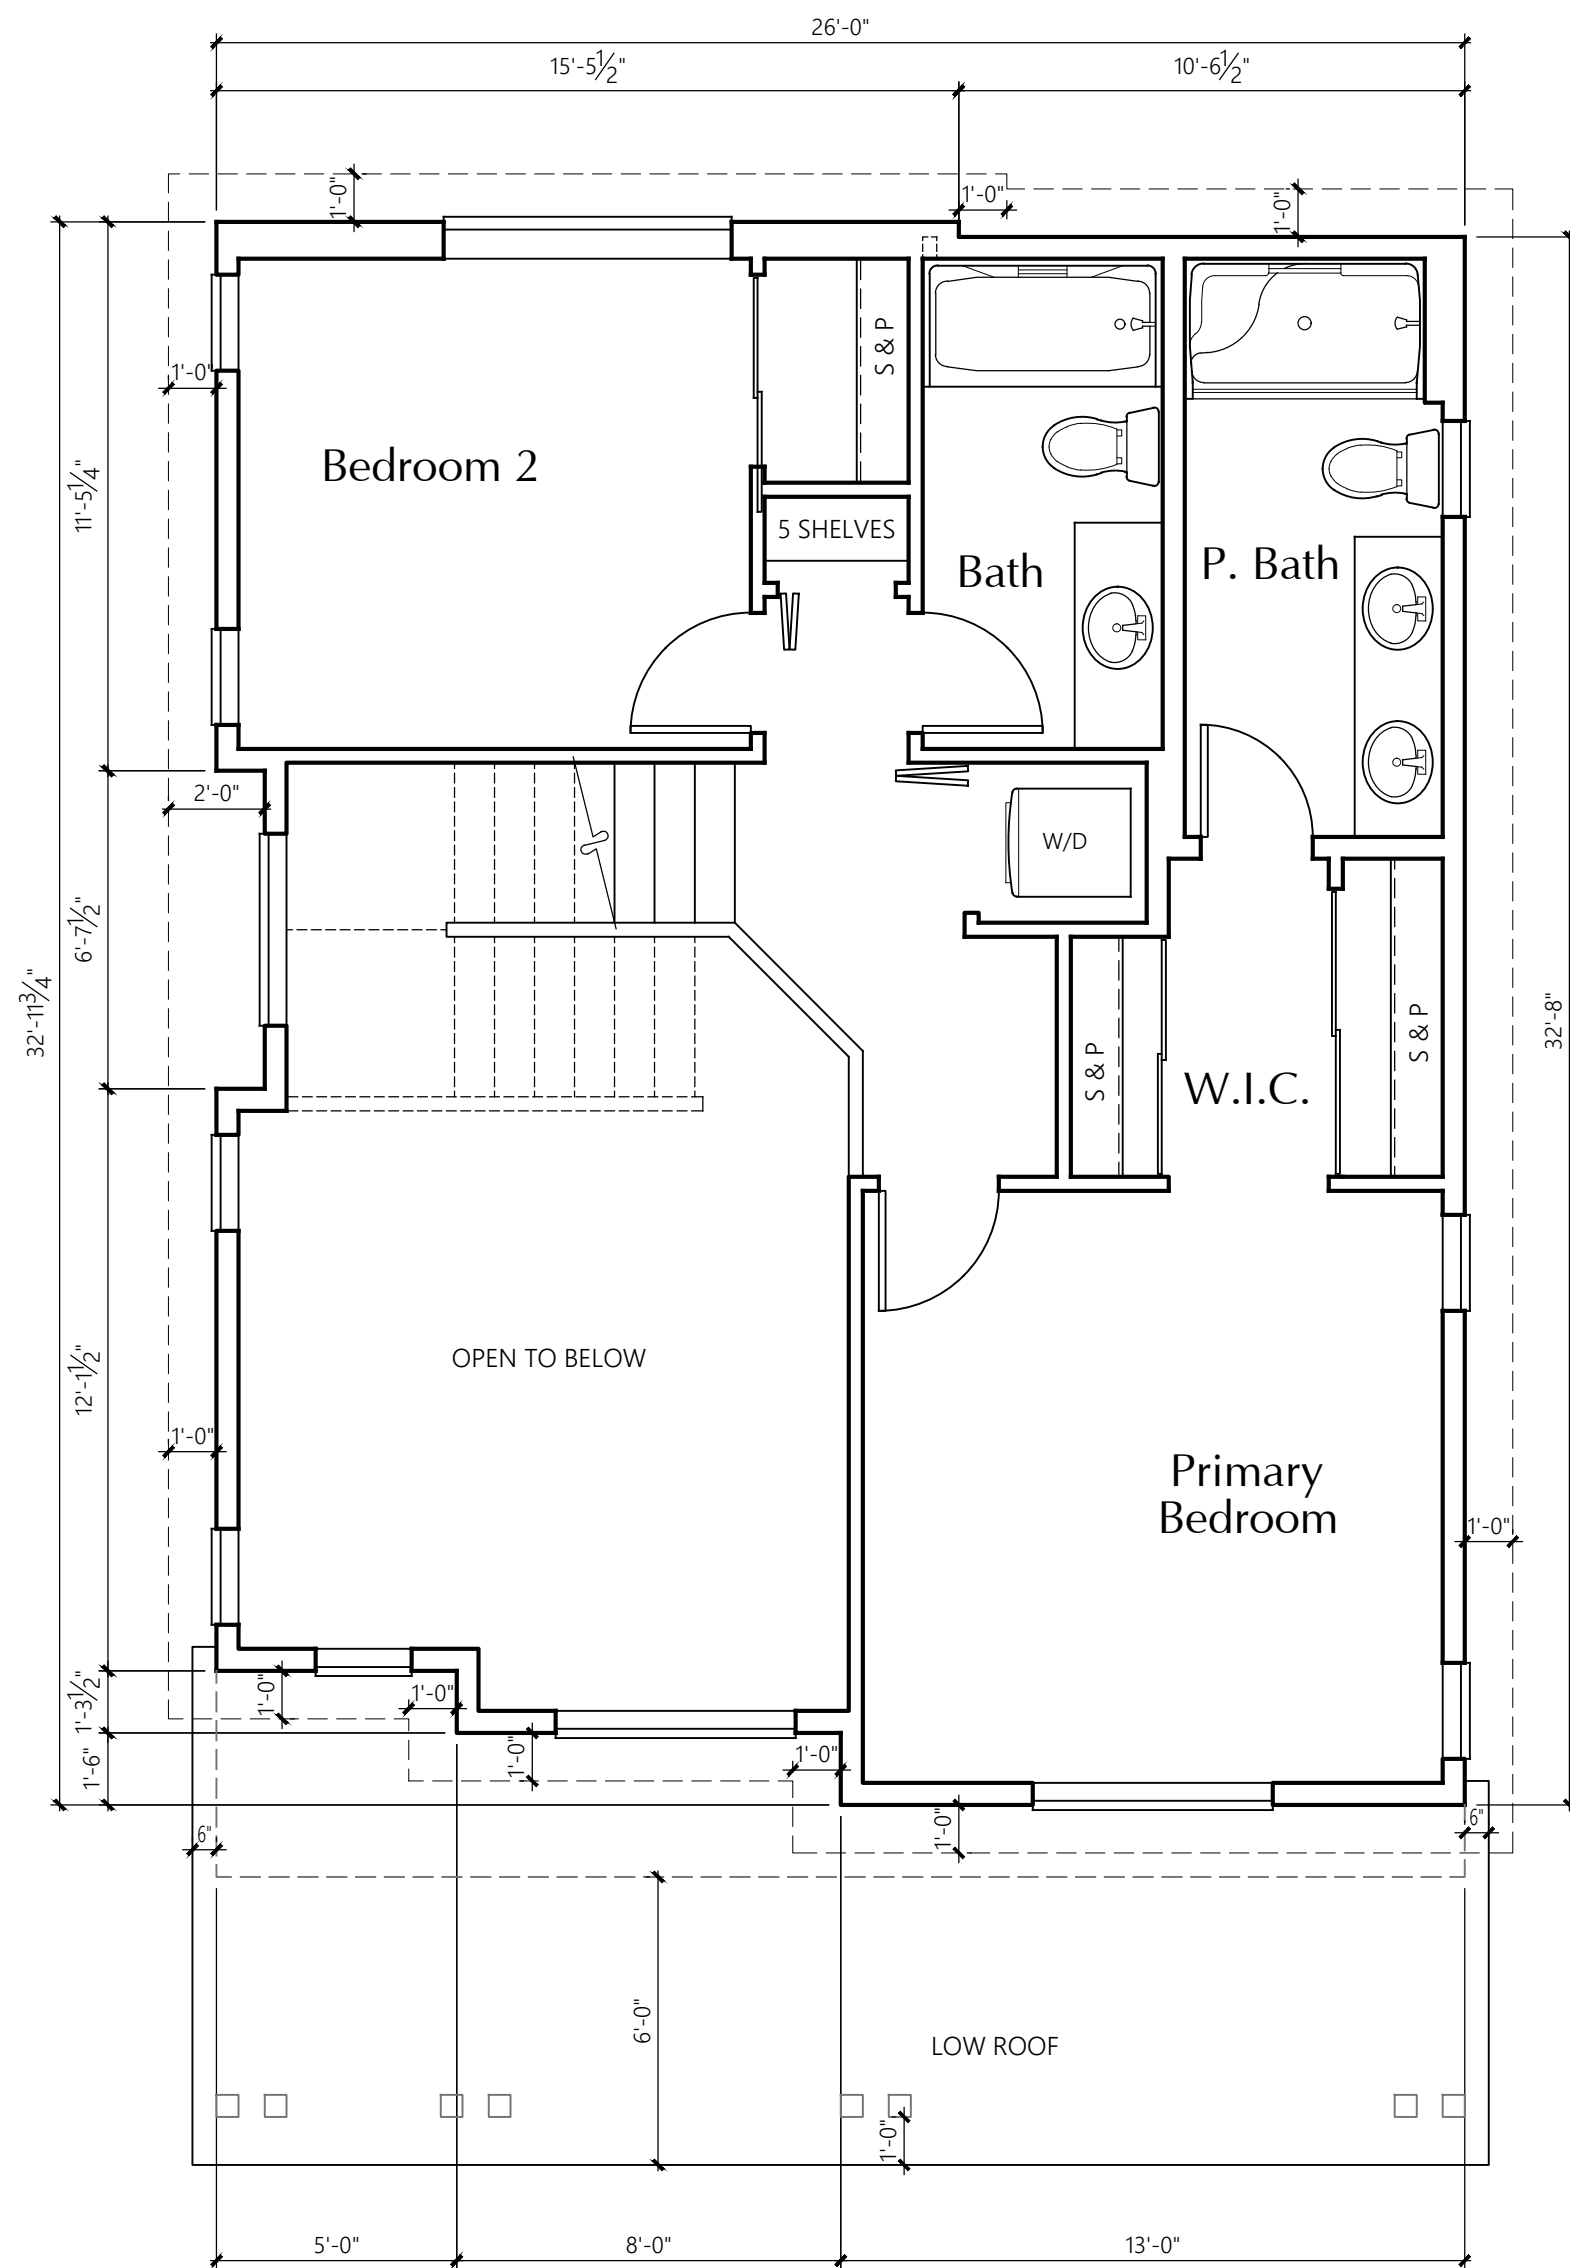 26'-0"
15'-5½"
10'-6½"
1'-0"
1'-0"
1'-0"
1'-0"
S & P
Bedroom 2
11'-5¼"
5 SHELVES
Bath
P. Bath
2'-0"
W/D
6'-7½"
32'-11¾"
32'-8"
S & P
S & P
W.I.C.
OPEN TO BELOW
12'-1½"
1'-0"
Primary
Bedroom
1'-0"
1'-3½"
1'-0"
1'-0"
1'-0"
1'-0"
1'-6"
6"
1'-0"
6"
6'-0"
LOW ROOF
1'-0"
5'-0"
8'-0"
13'-0"